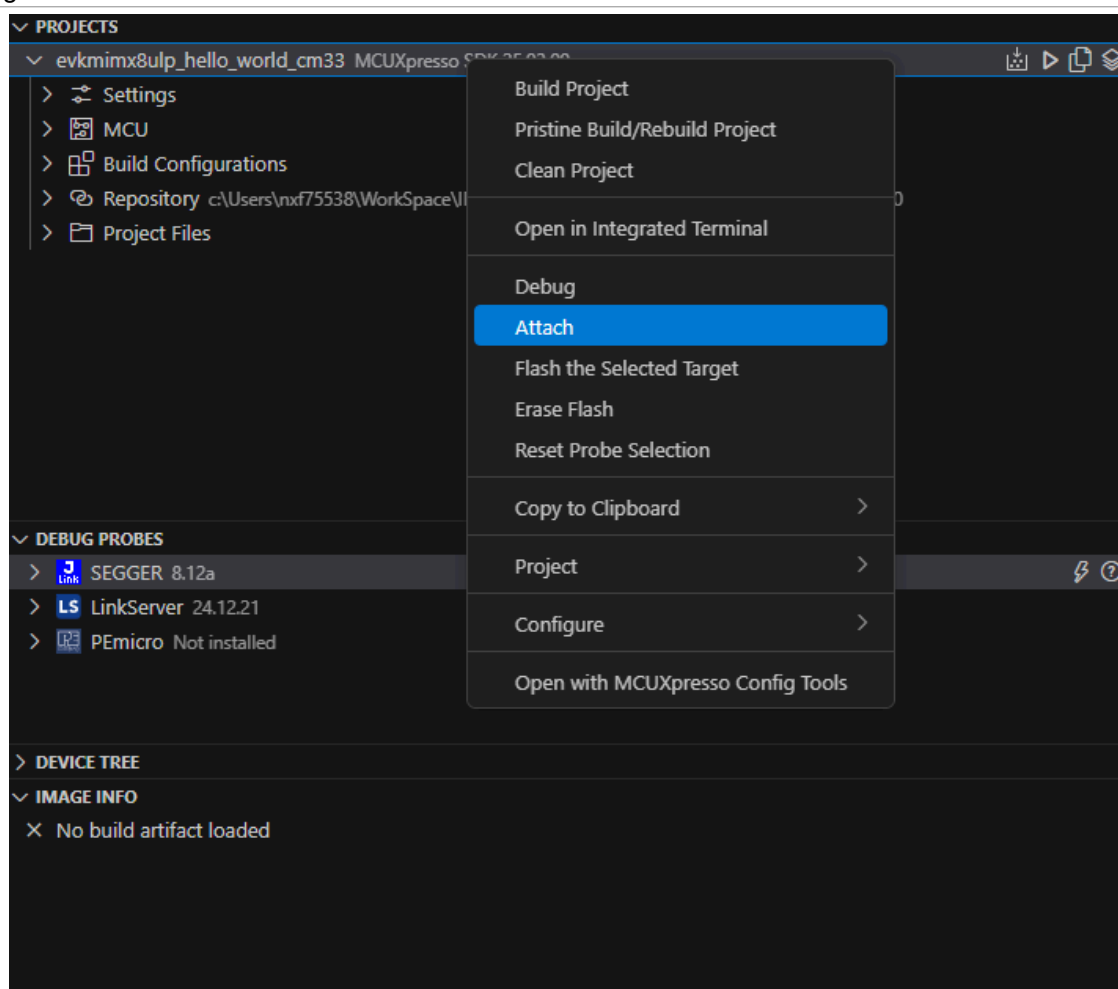 PROJECTS
evkmimx8ulp_hello_world_cm33 MCUXpresso
Settings
MCU
Build Configurations
Repository c:\Users\nxf75538\WorkSpace\
Project Files
Build Project
Pristine Build/Rebuild Project
Clean Project
Open in Integrated Terminal
Debug
Attach
Flash the Selected Target
Erase Flash
Reset Probe Selection
Copy to Clipboard
Project
Configure
Open with MCUXpresso Config Tools
DEBUG PROBES
J Link SEGGER 8.12a
LS LinkServer 24.12.21
PEmicro Not installed
DEVICE TREE
IMAGE INFO
No build artifact loaded